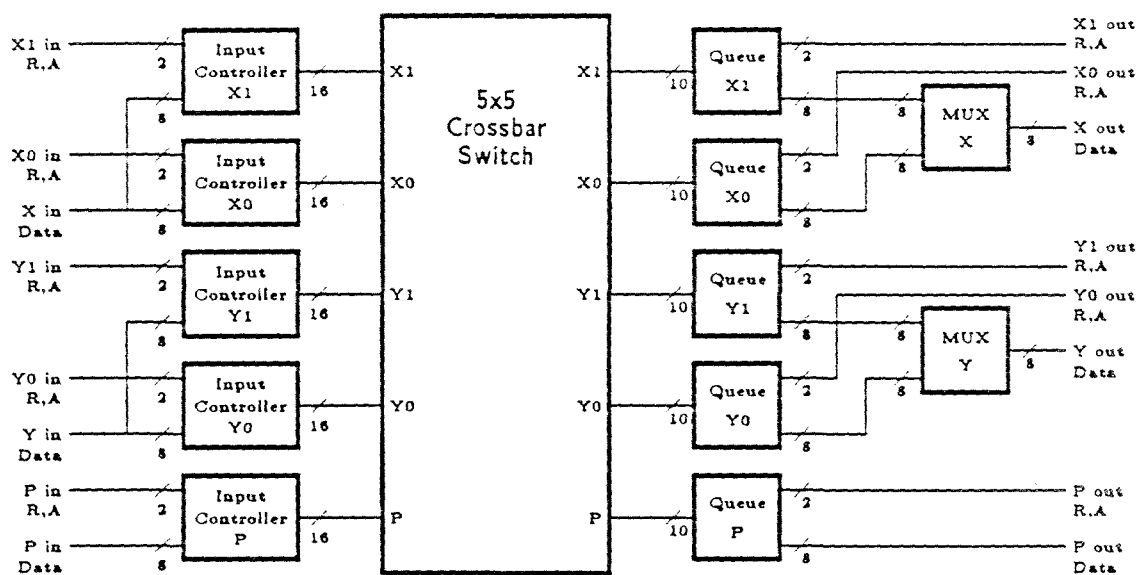 X1 in
R,A
2
8
Input
Controller
X1
16
X0 in
R,A
2
X in
Data
8
Input
Controller
X0
16
Y1 in
R,A
2
8
Input
Controller
Y1
16
Y0 in
R,A
2
Y in
Data
8
Input
Controller
Y0
16
P in
R,A
2
P in
Data
8
Input
Controller
P
16
5x5
Crossbar
Switch
X1
X0
Y1
Y0
P
X1
X0
Y1
Y0
P
10
Queue
X1
2
8
8
10
Queue
X0
2
8
8
MUX
X
8
10
Queue
Y1
2
8
8
10
Queue
Y0
2
8
8
MUX
Y
8
10
Queue
P
2
8
X1 out
R,A
X0 out
R,A
X out
Data
Y1 out
R,A
Y0 out
R,A
Y out
Data
P out
R,A
P out
Data